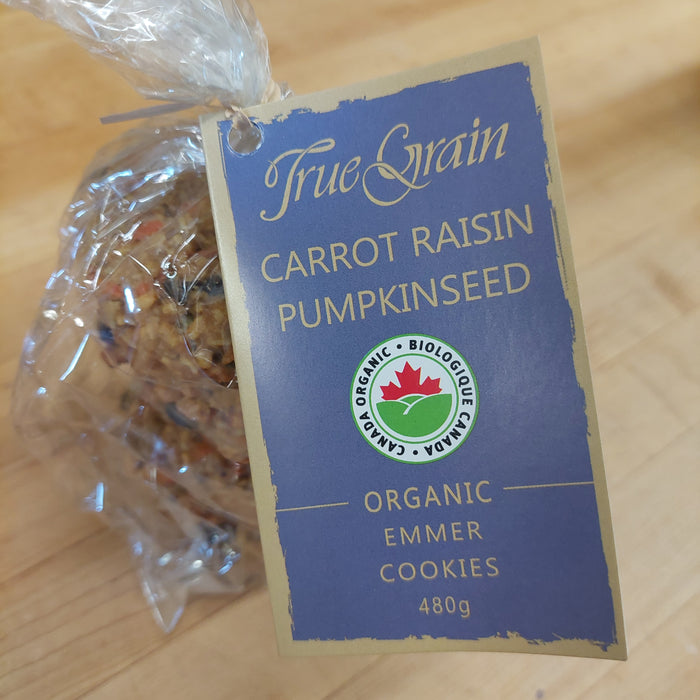 True Grain
CARROT RAISIN
PUMPKINSEED
CANADA ORGANIC • BIOLOGIQUE CANADA •
ORGANIC
EMMER
COOKIES
480g